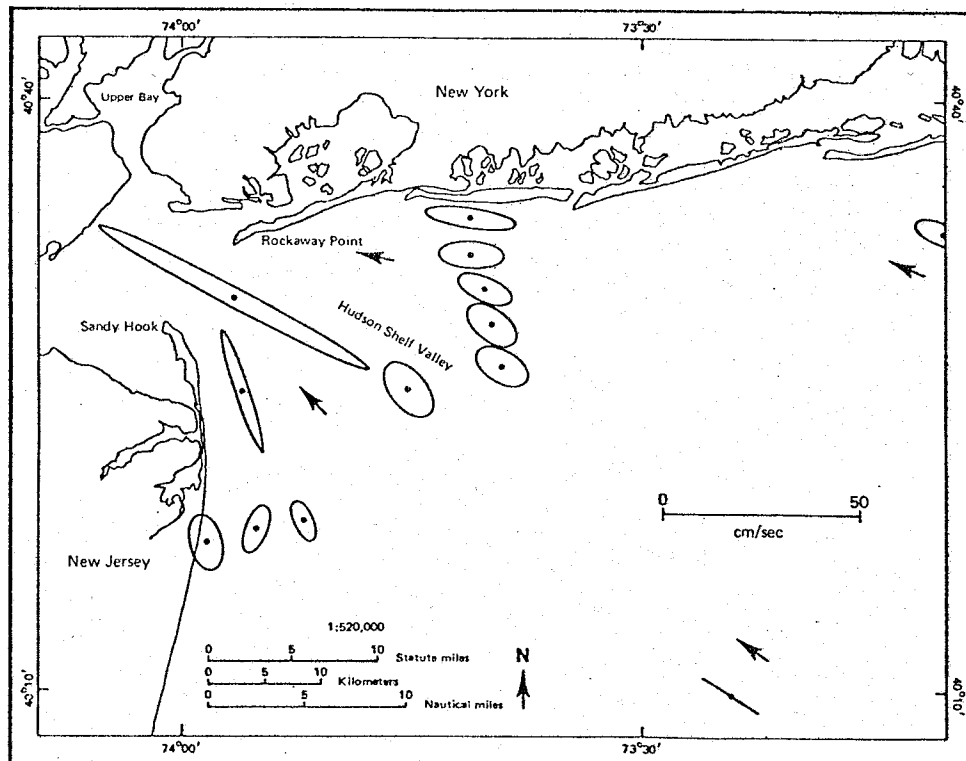 74°00′ 73°30′
40°40′ 40°40′
Upper Bay
New York
Rockaway Point
Sandy Hook
Hudson Shelf Valley
0 50
cm/sec
New Jersey
1:520,000
0 5 10 Statute miles
0 5 10 Kilometers
0 5 10 Nautical miles
N
40°10′ 40°10′
74°00′ 73°30′